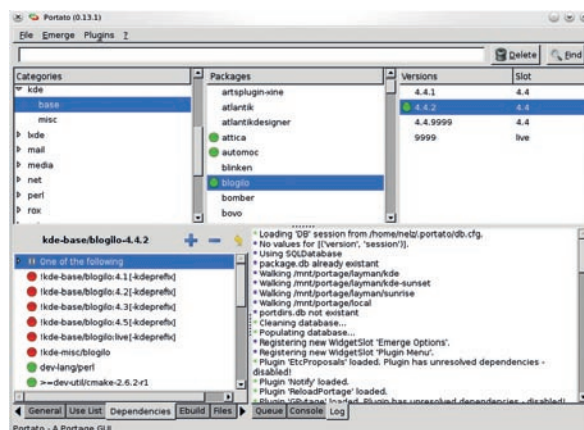 Portato (0.13.1)
File Emerge Plugins ?
Delete Find
Categories
kde
base
misc
lxde
mail
media
net
perl
rox
Packages
artsplugin-xine
atlantik
atlantikdesigner
attica
automoc
blinken
blogilo
bomber
bovo
Versions Slot
4.4.1 4.4
4.4.2 4.4
4.4.9999 4.4
9999 live
kde-base/blogilo-4.4.2
One of the following
!kde-base/blogilo:4.1[-kdeprefix]
!kde-base/blogilo:4.2[-kdeprefix]
!kde-base/blogilo:4.3[-kdeprefix]
!kde-base/blogilo:4.5[-kdeprefix]
!kde-base/blogilo:live[-kdeprefix]
!kde-misc/blogilo
dev-lang/perl
>=dev-util/cmake-2.6.2-r1
General Use List Dependencies Ebuild Files
* Loading 'DB' session from /home/nelz/.portato/db.cfg.
* No values for [('version', 'session')].
* Using SQLDatabase
* package.db already existant
* Walking /mnt/portage/layman/kde
* Walking /mnt/portage/layman/kde-sunset
* Walking /mnt/portage/layman/sunrise
* Walking /mnt/portage/local
* portdirs.db not existant
* Cleaning database...
* Populating database...
* Registering new WidgetSlot 'Emerge Options'.
* Registering new WidgetSlot 'Plugin Menu'.
* Plugin 'EtcProposals' loaded. Plugin has unresolved dependencies -
disabled!
* Plugin 'Notify' loaded.
* Plugin 'ReloadPortage' loaded.
* Plugin 'GPytage' loaded. Plugin has unresolved dependencies - disabled!
Queue Console Log
Portato - A Portage GUI